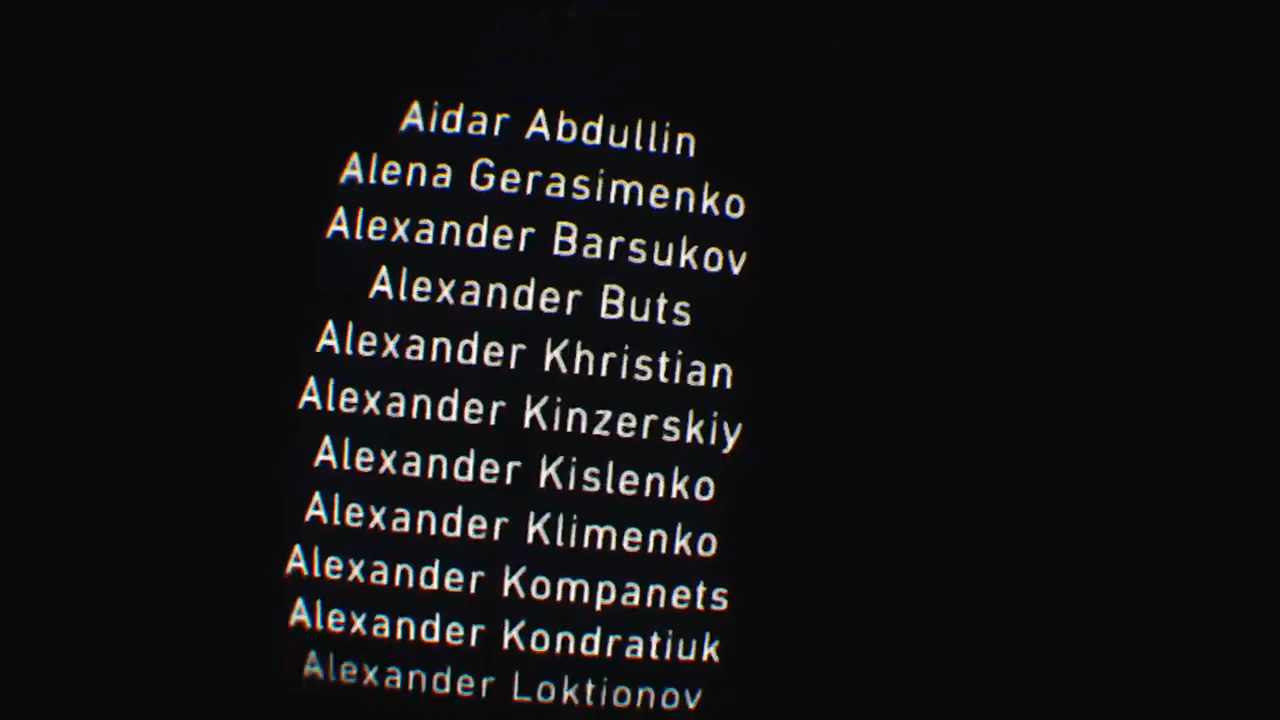 Aidar Abdullin
Alena Gerasimenko
Alexander Barsukov
Alexander Buts
Alexander Khristian
Alexander Kinzerskiy
Alexander Kislenko
Alexander Klimenko
Alexander Kompanets
Alexander Kondratiuk
Alexander Loktionov